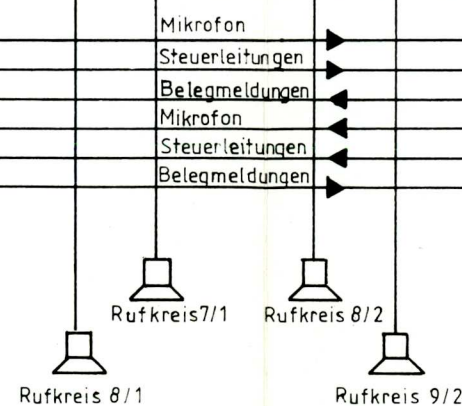 Mikrofon
Steuerleitungen
Belegmeldungen
Mikrofon
Steuerleitungen
Belegmeldungen
Rufkreis7/1
Rufkreis 8/2
Rufkreis 8/1
Rufkreis 9/2